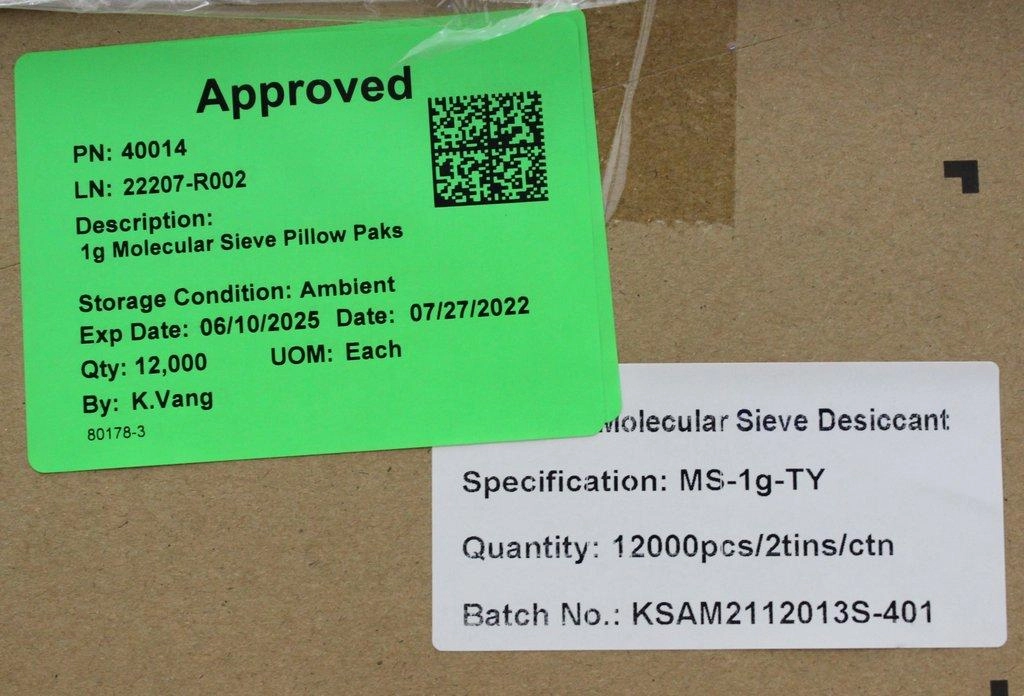 Approved
PN: 40014
LN: 22207-R002
Description:
1g Molecular Sieve Pillow Paks
Storage Condition: Ambient
Exp Date: 06/10/2025 Date: 07/27/2022
Qty: 12,000 UOM: Each
By: K.Vang
80178-3
Molecular Sieve Desiccant
Specification: MS-1g-TY
Quantity: 12000pcs/2tins/ctn
Batch No.: KSAM2112013S-401